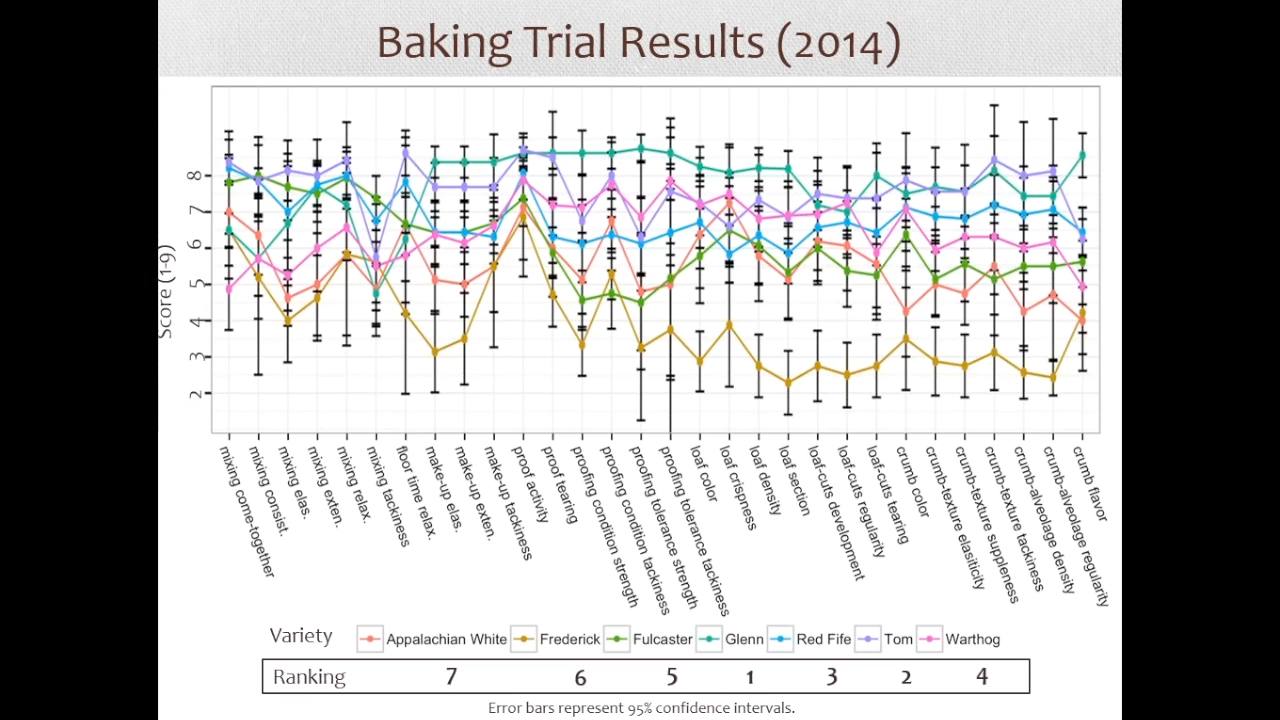 Baking Trial Results (2014)
Score (1-9)
8
7
6
5
4
3
2
mixing come-together
mixing consist.
mixing elas.
mixing exten.
mixing relax.
mixing tackiness
floor time relax.
make-up elas.
make-up exten.
make-up tackiness
proof activity
proof tearing
proofing condition strength
proofing condition tackiness
proofing tolerance strength
proofing tolerance tackiness
loaf color
loaf crispness
loaf density
loaf section
loaf-cuts development
loaf-cuts regularity
loaf-cuts tearing
crumb color
crumb-texture elasiticity
crumb-texture suppleness
crumb-texture tackiness
crumb-alveolage density
crumb-alveolage regularity
crumb flavor
Variety Appalachian White Frederick Fulcaster Glenn Red Fife Tom Warthog
Ranking 7 6 5 1 3 2 4
Error bars represent 95% confidence intervals.